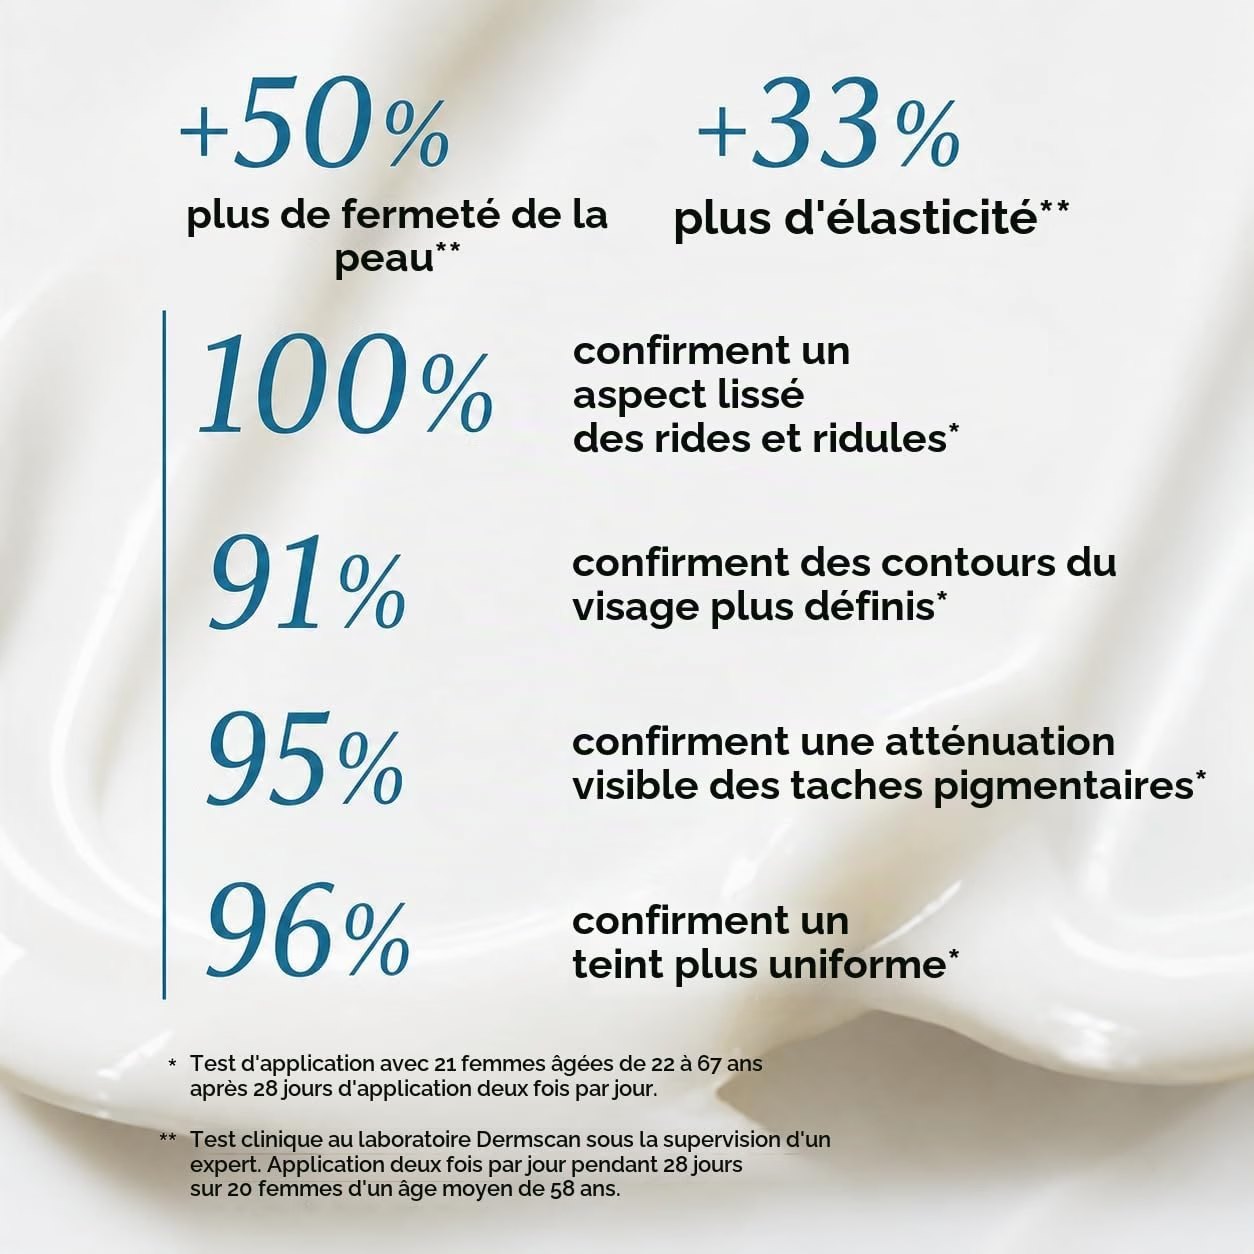 +50%
plus de fermeté de la
peau**
+33%
plus d'élasticité**
100%
confirment un
aspect lissé
des rides et ridules*
91%
confirment des contours du
visage plus définis*
95%
confirment une atténuation
visible des taches pigmentaires*
96%
confirment un
teint plus uniforme*
* Test d'application avec 21 femmes âgées de 22 à 67 ans
après 28 jours d'application deux fois par jour.
** Test clinique au laboratoire Dermscan sous la supervision d'un
expert. Application deux fois par jour pendant 28 jours
sur 20 femmes d'un âge moyen de 58 ans.